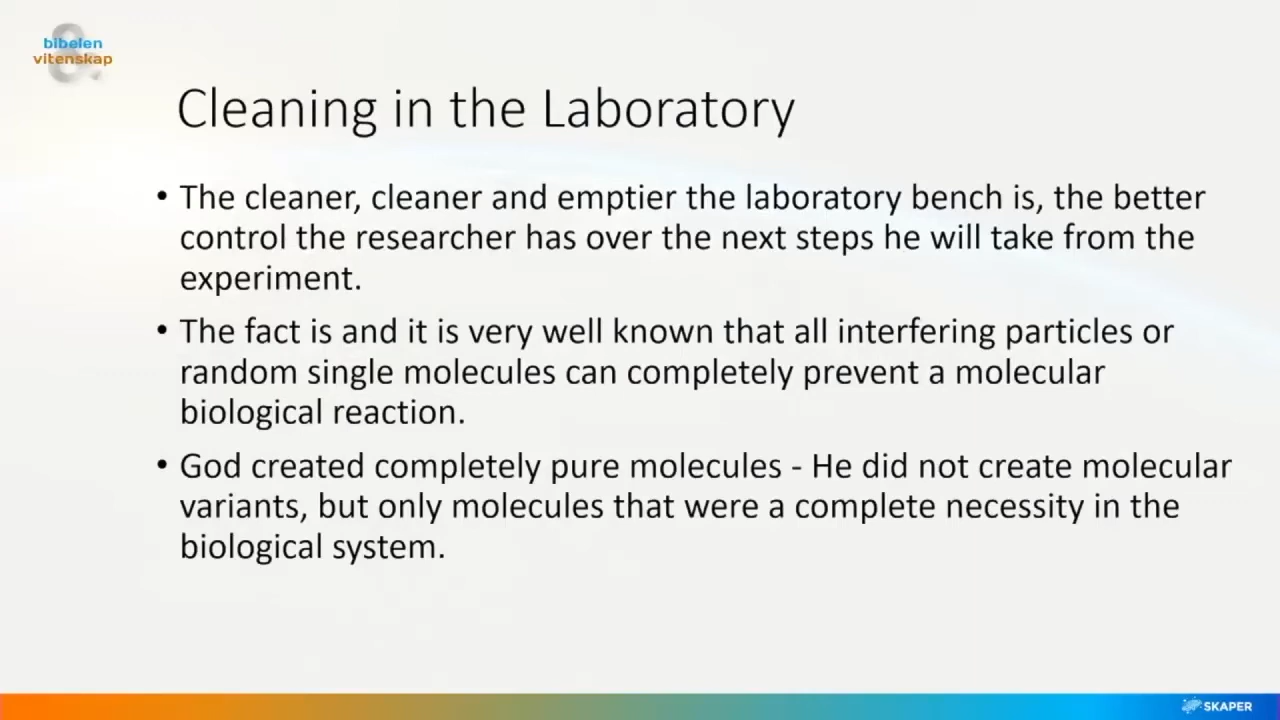 bibelen
&
vitenskap
Cleaning in the Laboratory
• The cleaner, cleaner and emptier the laboratory bench is, the better
control the researcher has over the next steps he will take from the
experiment.
• The fact is and it is very well known that all interfering particles or
random single molecules can completely prevent a molecular
biological reaction.
• God created completely pure molecules - He did not create molecular
variants, but only molecules that were a complete necessity in the
biological system.
SKAPER